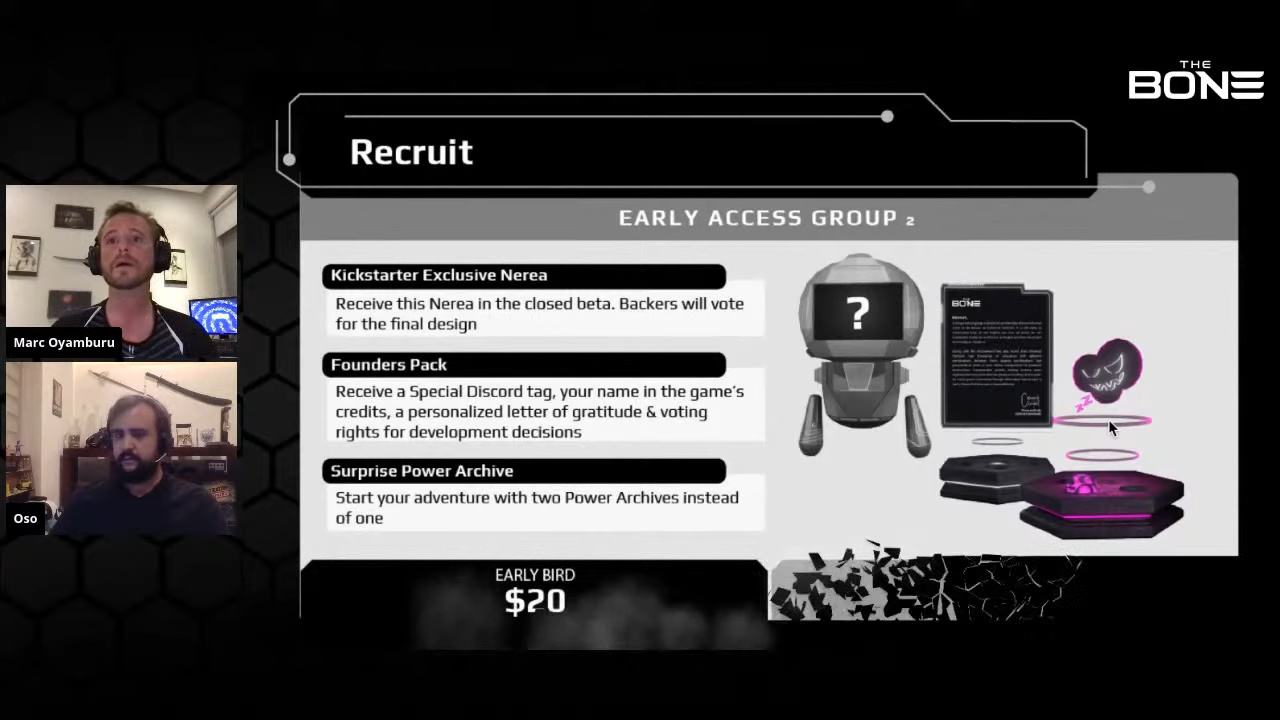 THE
BONE
Recruit
EARLY ACCESS GROUP 2
Kickstarter Exclusive Nerea
Receive this Nerea in the closed beta. Backers will vote
for the final design
Founders Pack
Receive a Special Discord tag, your name in the game's
credits, a personalized letter of gratitude & voting
rights for development decisions
Surprise Power Archive
Start your adventure with two Power Archives instead
of one
EARLY BIRD
$20
?
THE
BONE
zz
Marc Oyamburu
Oso